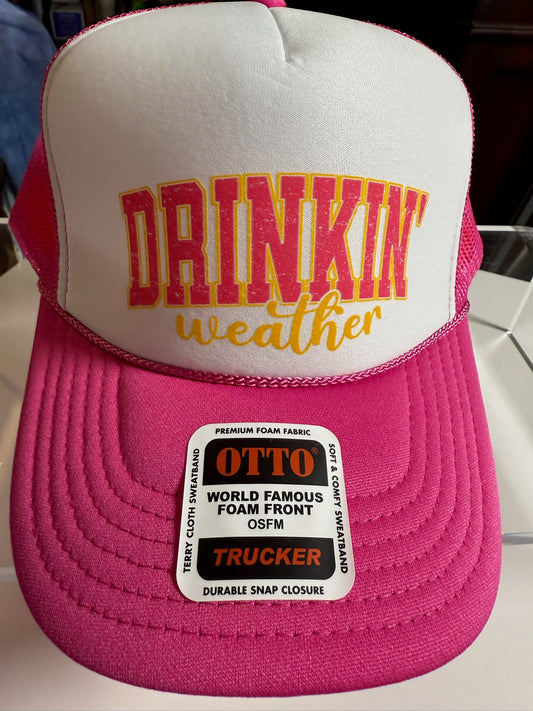 DRINKIN'
weather
PREMIUM FOAM FABRIC
TERRY CLOTH SWEATBAND
OTTO®
WORLD FAMOUS
FOAM FRONT
OSFM
TRUCKER
SOFT & COMFY SWEATBAND
DURABLE SNAP CLOSURE